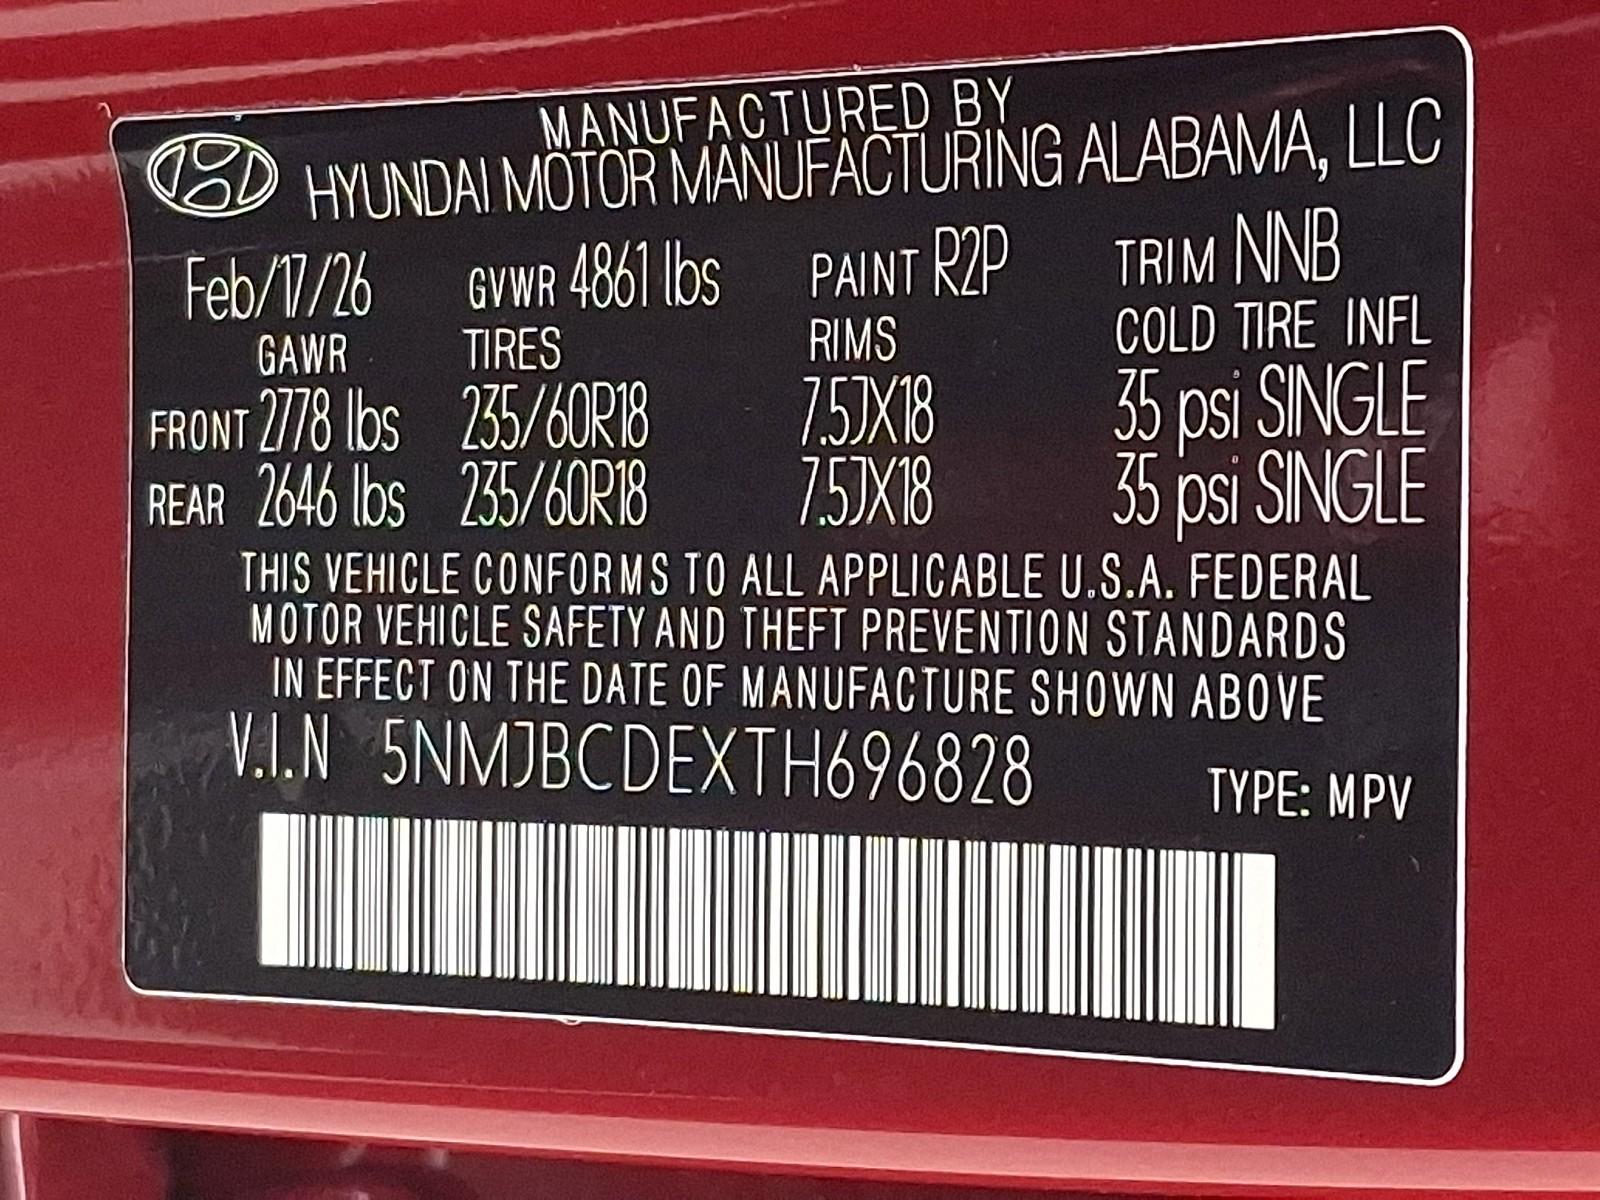 MANUFACTURED BY
HYUNDAI MOTOR MANUFACTURING ALABAMA, LLC
Feb/17/26 GVWR 4861 lbs PAINT R2P TRIM NNB
GAWR TIRES RIMS COLD TIRE INFL
FRONT 2778 lbs 235/60R18 7.5JX18 35 psi SINGLE
REAR 2646 lbs 235/60R18 7.5JX18 35 psi SINGLE
THIS VEHICLE CONFORMS TO ALL APPLICABLE U.S.A. FEDERAL
MOTOR VEHICLE SAFETY AND THEFT PREVENTION STANDARDS
IN EFFECT ON THE DATE OF MANUFACTURE SHOWN ABOVE
V.I.N 5NMJBCDEXTH696828
TYPE: MPV